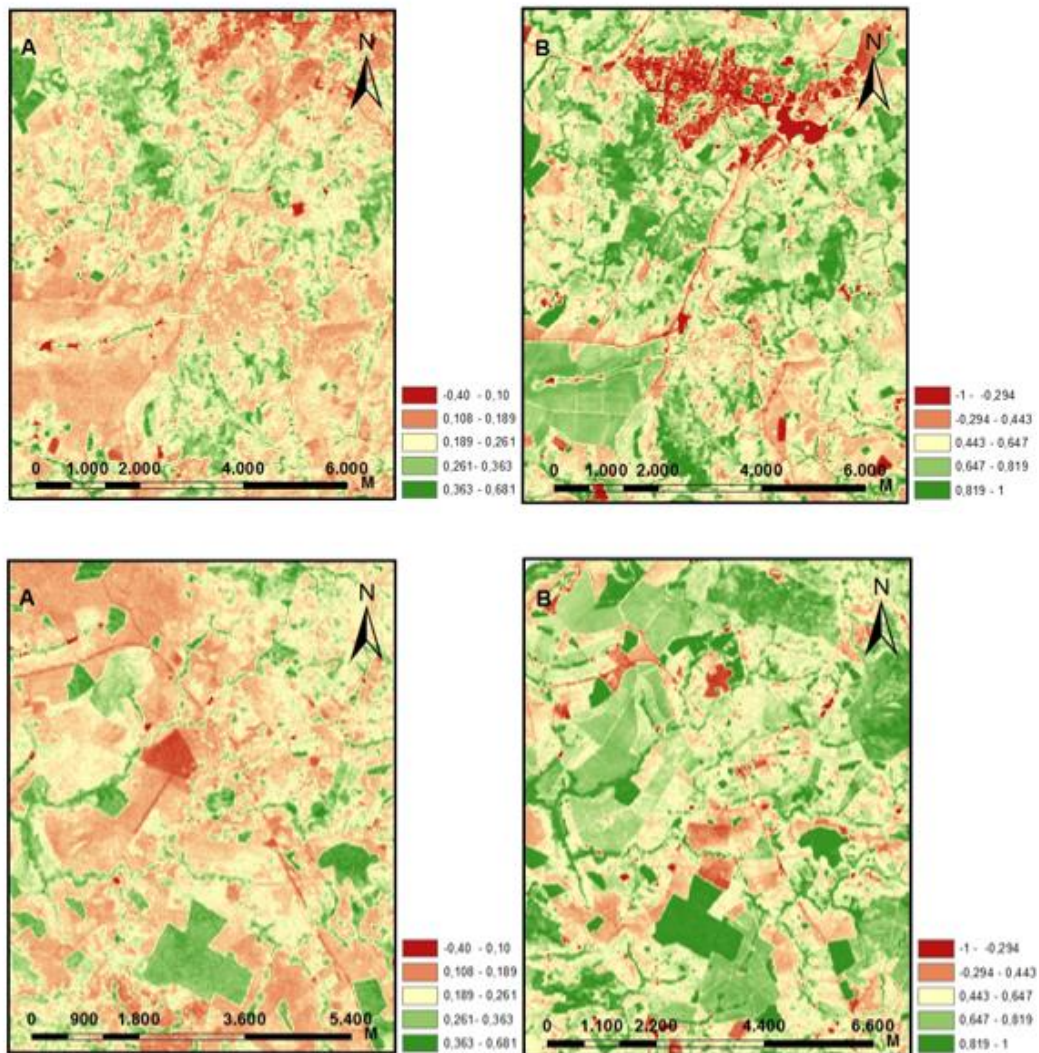 A
N
-0,40 - 0,10
0,108 - 0,189
0,189 - 0,261
0,261 - 0,363
0,363 - 0,681
0 1.000 2.000 4.000 6.000
M
B
N
-1 - -0,294
-0,294 - 0,443
0,443 - 0,647
0,647 - 0,819
0,819 - 1
0 1.000 2.000 4.000 6.000
M
A
N
-0,40 - 0,10
0,108 - 0,189
0,189 - 0,261
0,261 - 0,363
0,363 - 0,681
0 900 1.800 3.600 5.400
M
B
N
-1 - -0,294
-0,294 - 0,443
0,443 - 0,647
0,647 - 0,819
0,819 - 1
0 1.100 2.200 4.400 6.600
M